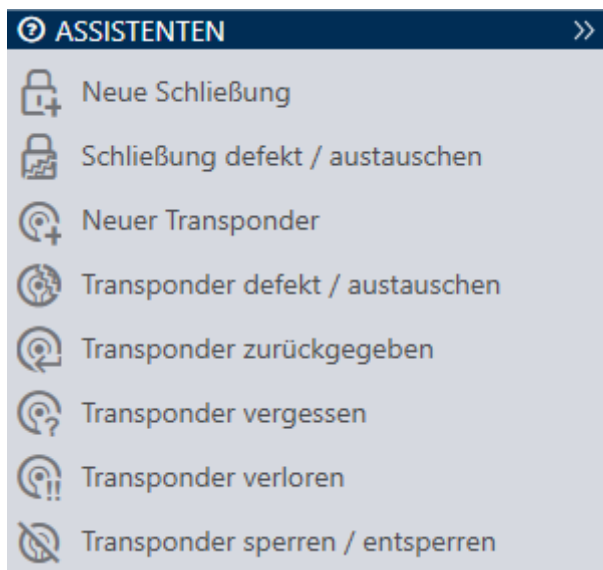 ASSISTENTEN
Neue Schließung
Schließung defekt / austauschen
Neuer Transponder
Transponder defekt / austauschen
Transponder zurückgegeben
Transponder vergessen
Transponder verloren
Transponder sperren / entsperren